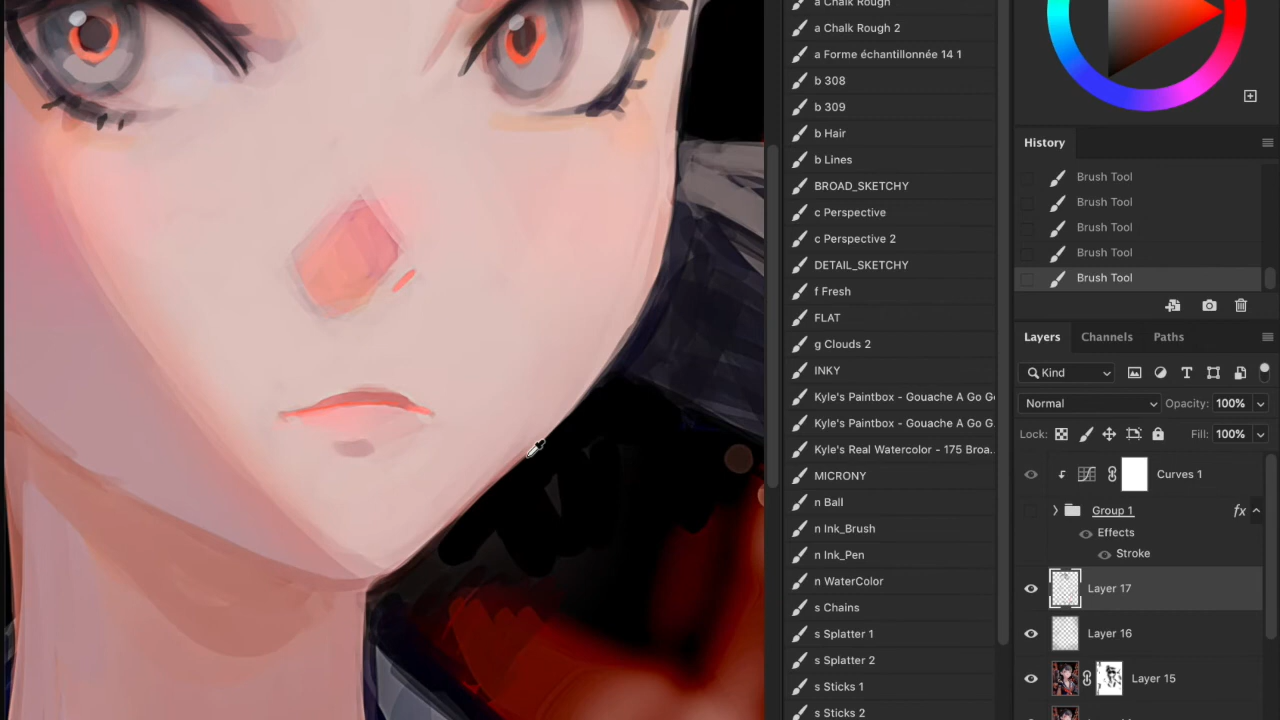 a Chalk Rough
a Chalk Rough 2
a Forme échantillonnée 14 1
b 308
b 309
b Hair
b Lines
BROAD_SKETCHY
c Perspective
c Perspective 2
DETAIL_SKETCHY
f Fresh
FLAT
g Clouds 2
INKY
Kyle's Paintbox - Gouache A Go G
Kyle's Paintbox - Gouache A Go G.
Kyle's Real Watercolor - 175 Broa...
MICRONY
n Ball
n Ink_Brush
n Ink_Pen
n WaterColor
s Chains
s Splatter 1
s Splatter 2
s Sticks 1
s Sticks 2
History
Brush Tool
Brush Tool
Brush Tool
Brush Tool
Brush Tool
Layers Channels Paths
Kind
Normal Opacity: 100%
Lock: Fill: 100%
Curves 1
Group 1 fx
Effects
Stroke
Layer 17
Layer 16
Layer 15